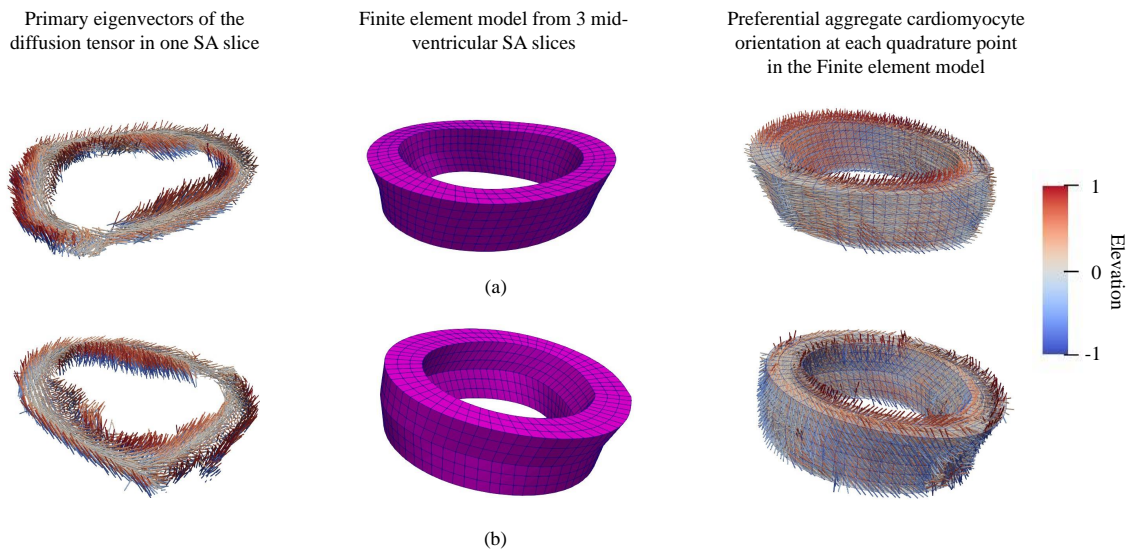 Primary eigenvectors of the
diffusion tensor in one SA slice
Finite element model from 3 mid-
ventricular SA slices
Preferential aggregate cardiomyocyte
orientation at each quadrature point
in the Finite element model
1
0
-1
Elevation
(a)
(b)